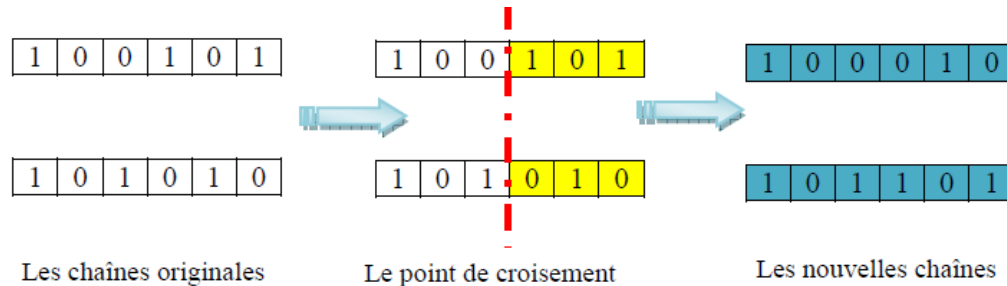 1 0 0 1 0 1
1 0 0 1 0 1
1 0 0 0 1 0
1 0 1 0 1 0
1 0 1 0 1 0
1 0 1 1 0 1
Les chaînes originales
Le point de croisement
Les nouvelles chaînes